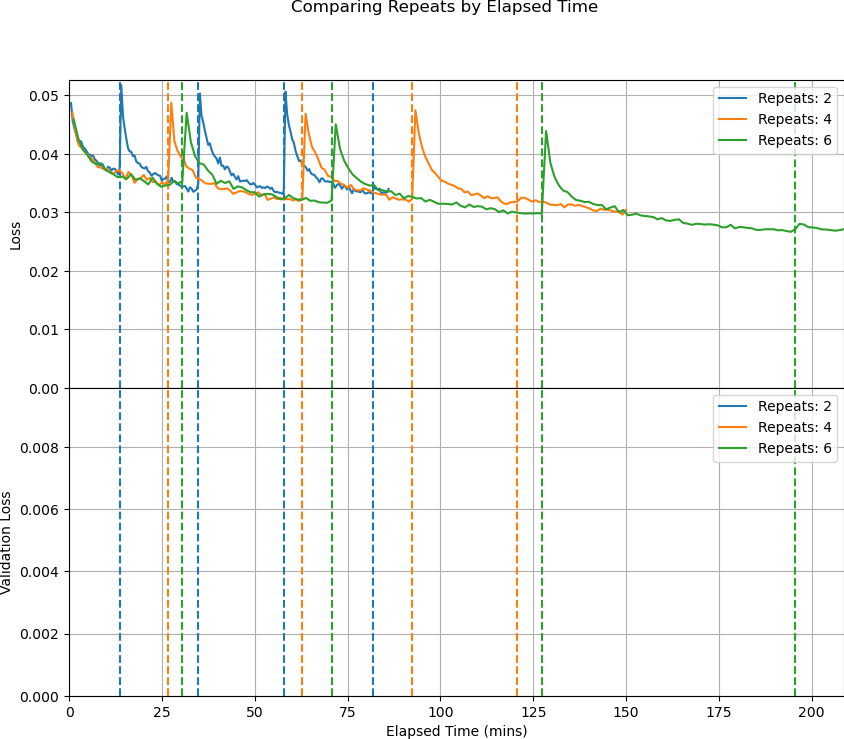 Comparing Repeats by Elapsed Time
0.05
0.04
0.03
0.02
0.01
0.00
Loss
Repeats: 2
Repeats: 4
Repeats: 6
0.008
0.006
0.004
0.002
0.000
Validation Loss
Repeats: 2
Repeats: 4
Repeats: 6
0 25 50 75 100 125 150 175 200
Elapsed Time (mins)